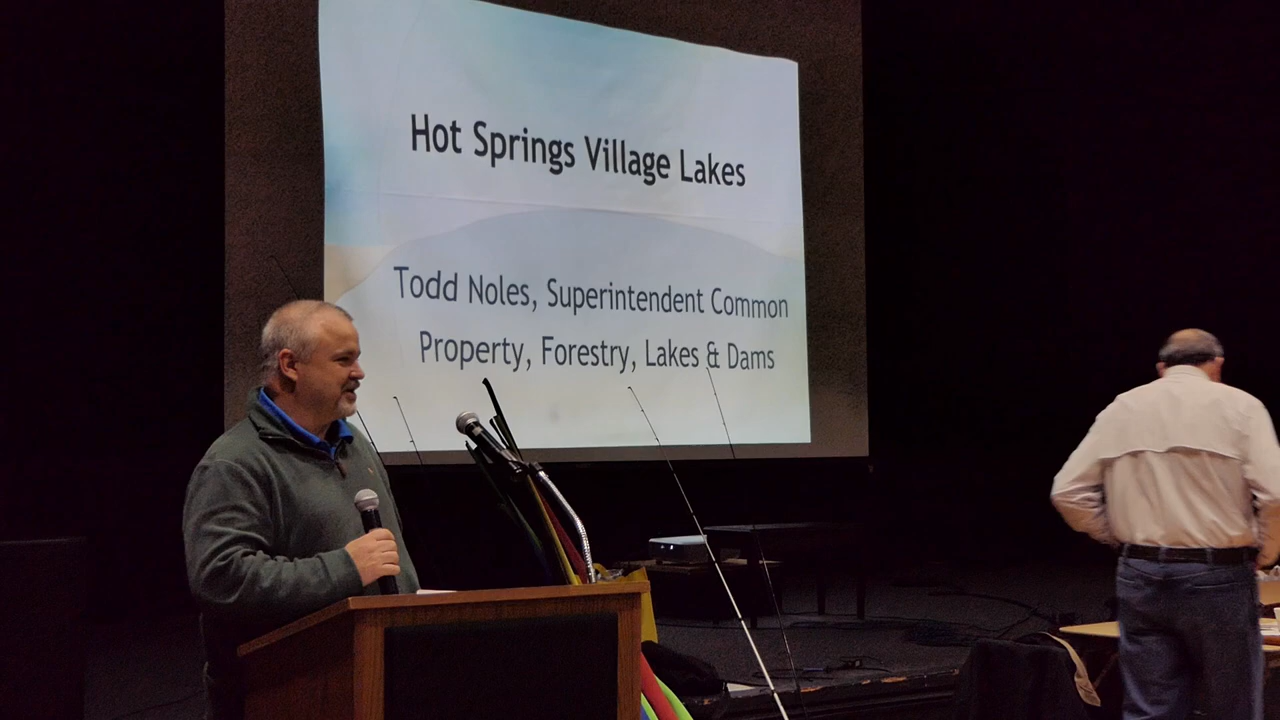 Hot Springs Village Lakes
Todd Noles, Superintendent Common
Property, Forestry, Lakes & Dams